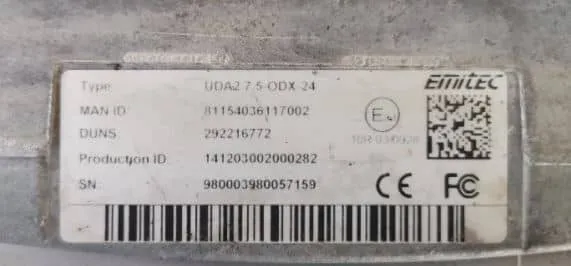 Type: UDA2 7.5-ODX-24
EMITEC
MAN ID: 81154036117002
DUNS: 292216772
Production ID: 141203002000282
SN: 980003980057159
E
CE FC